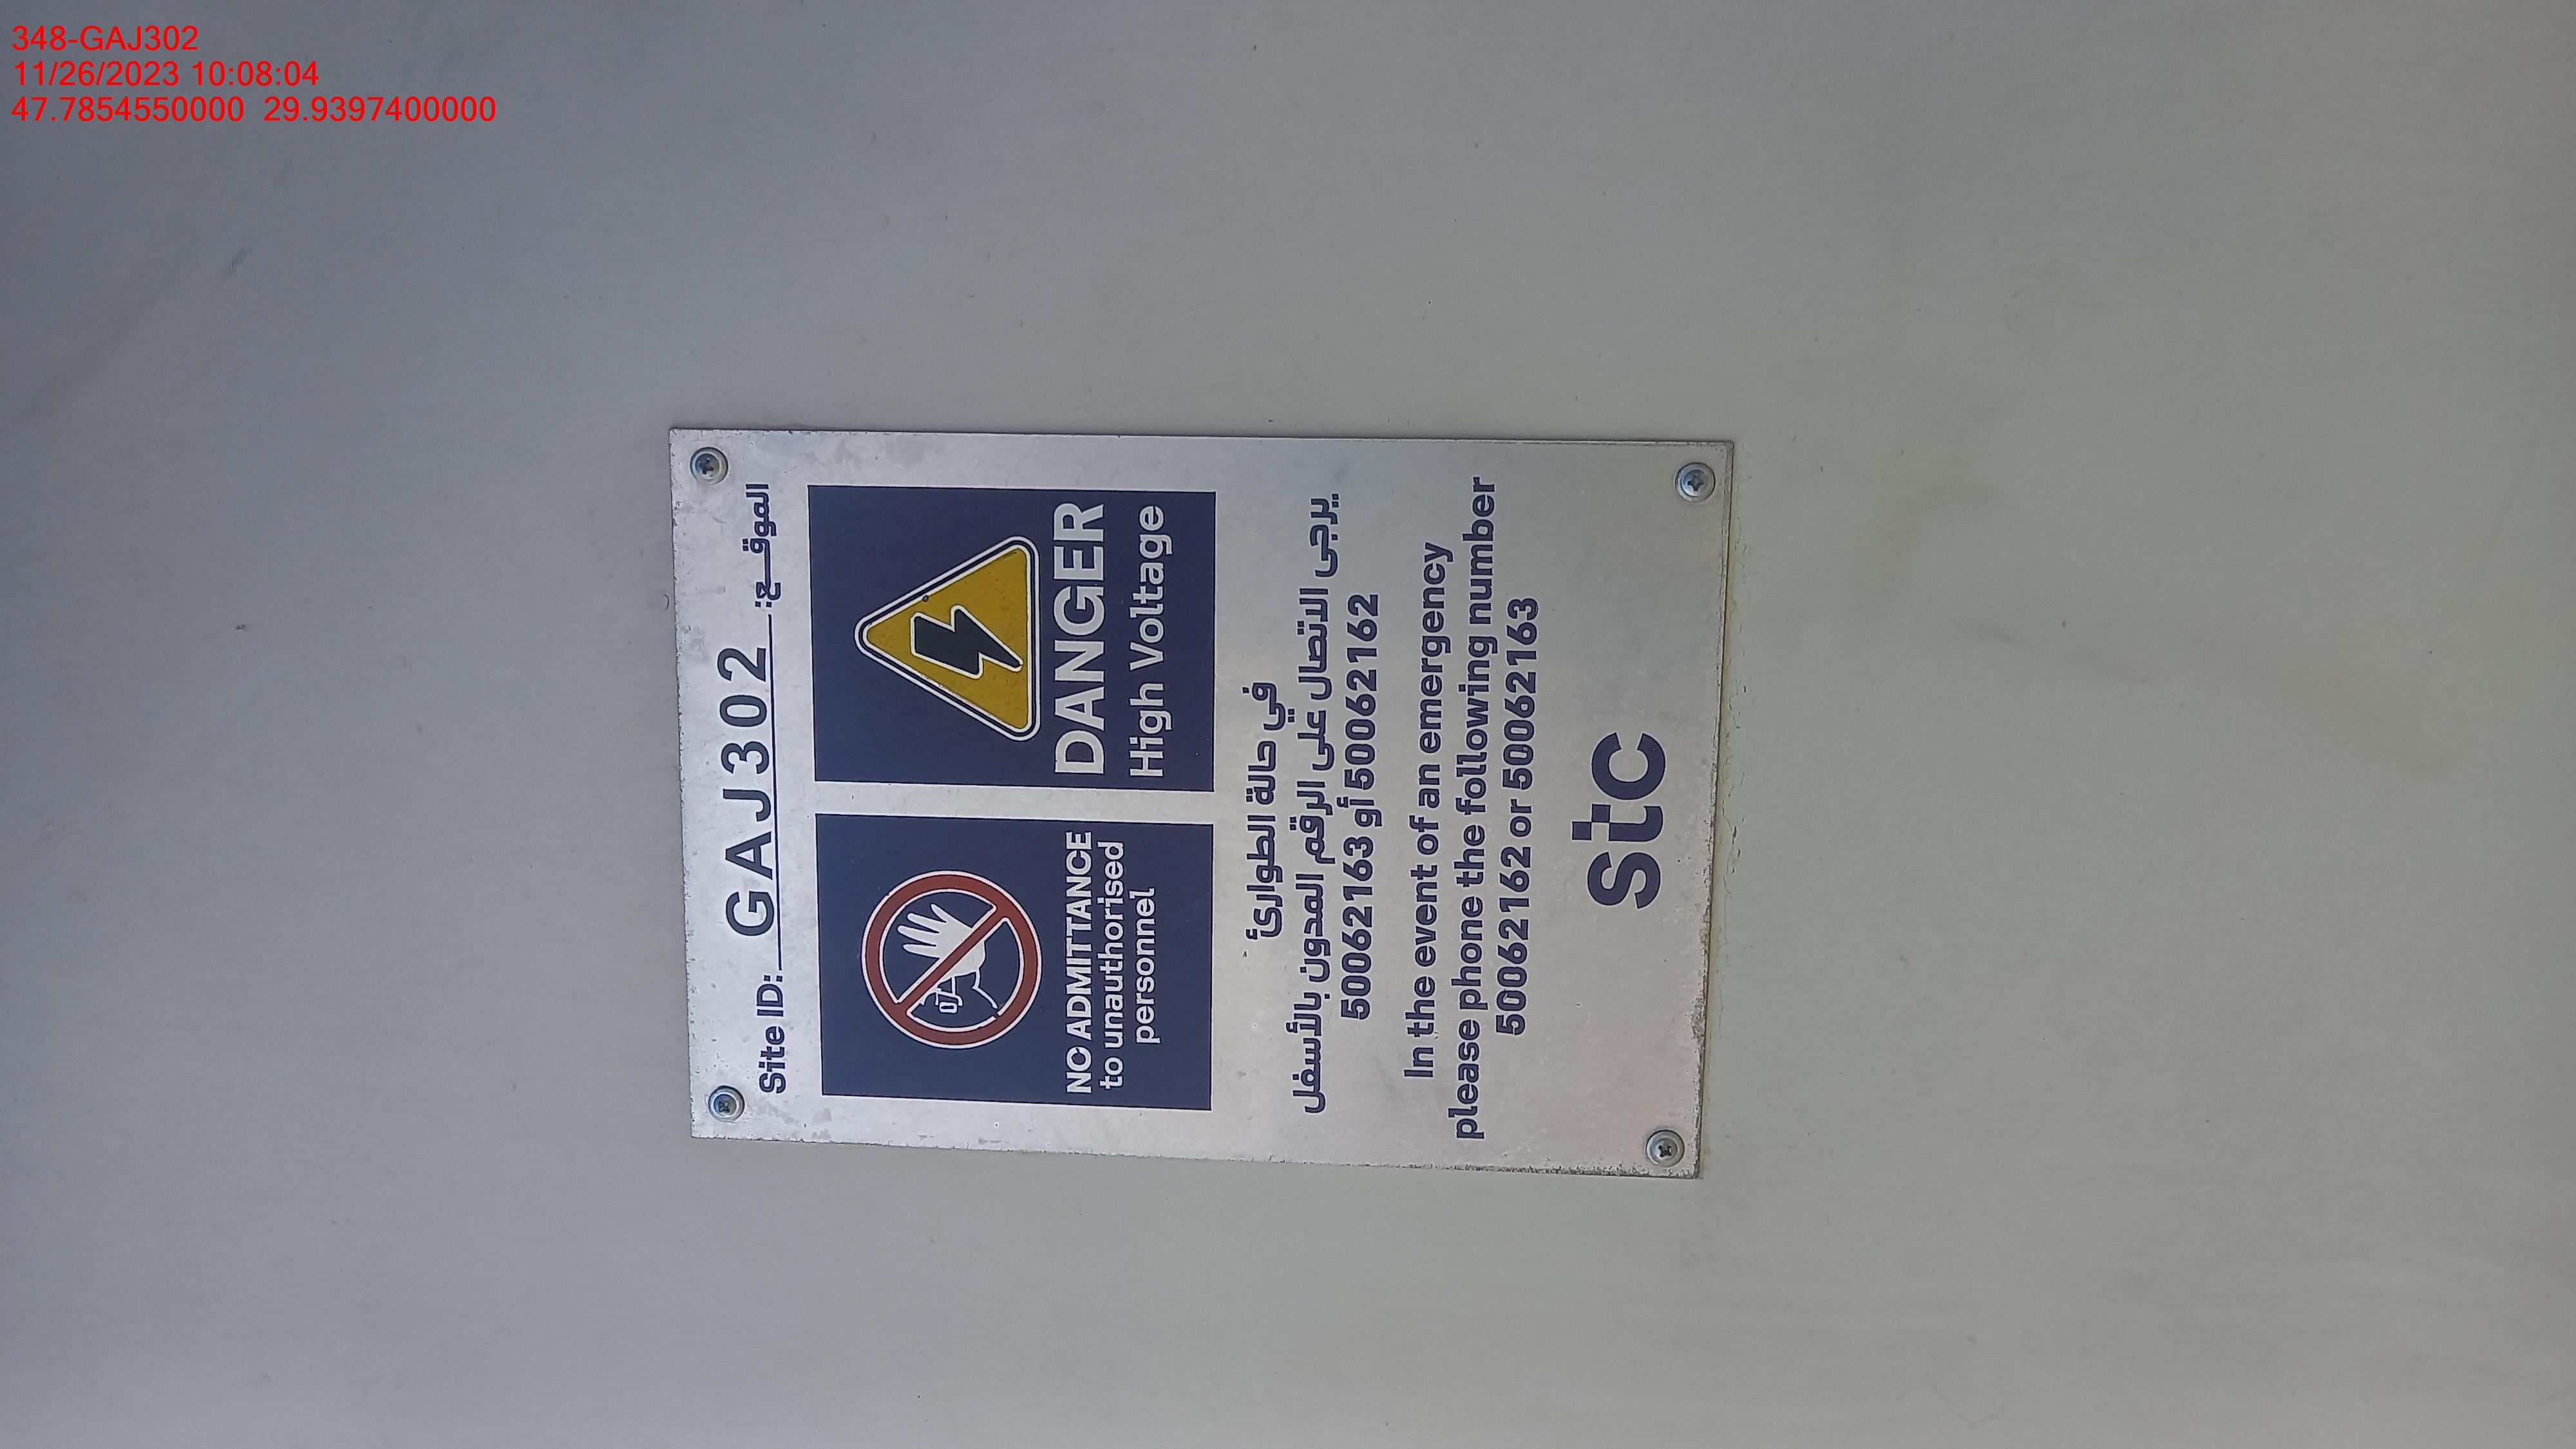 348-GAJ302
11/26/2023 10:08:04
47.7854550000 29.9397400000
Site ID: GAJ302 الموقع:
NO ADMITTANCE
to unauthorised
personnel
DANGER
High Voltage
في حالة الطوارئ
يرجى الاتصال على الرقم المدون بالأسفل
50062163 أو 50062162
In the event of an emergency
please phone the following number
50062162 or 50062163
stc